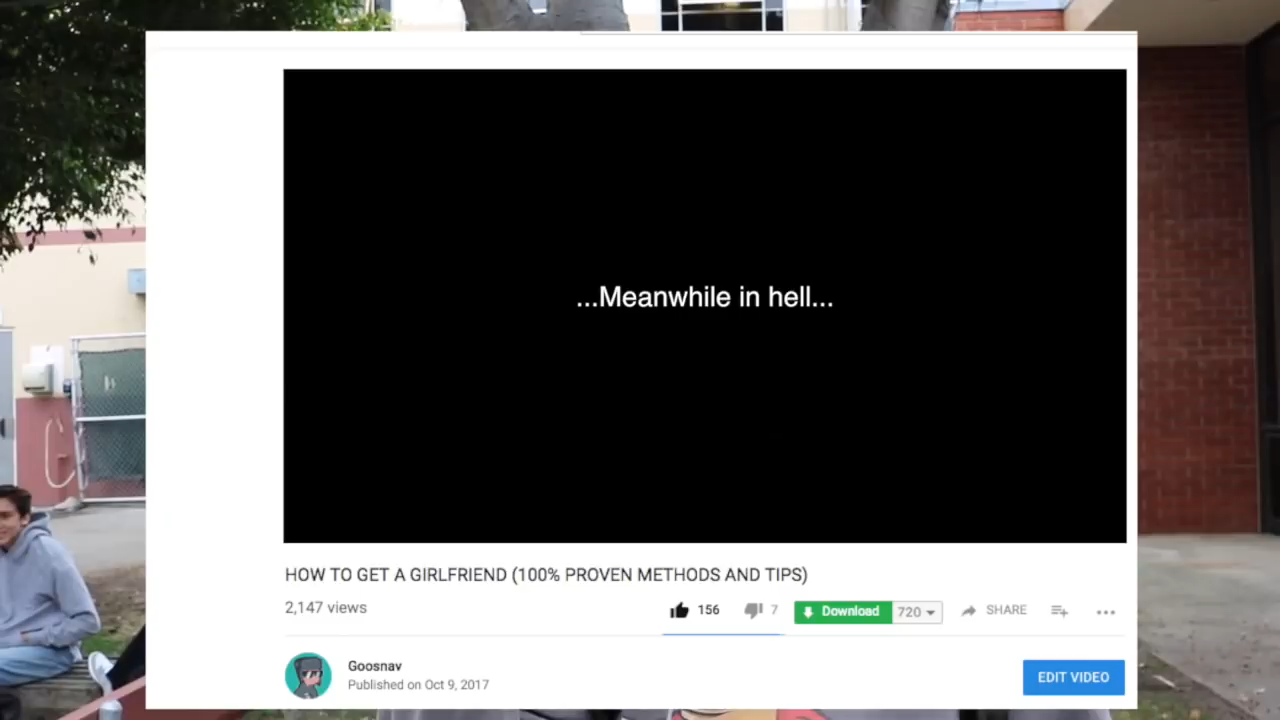 ...Meanwhile in hell...
HOW TO GET A GIRLFRIEND (100% PROVEN METHODS AND TIPS)
2,147 views
156
7
Download
720
SHARE
Goosnav
Published on Oct 9, 2017
EDIT VIDEO